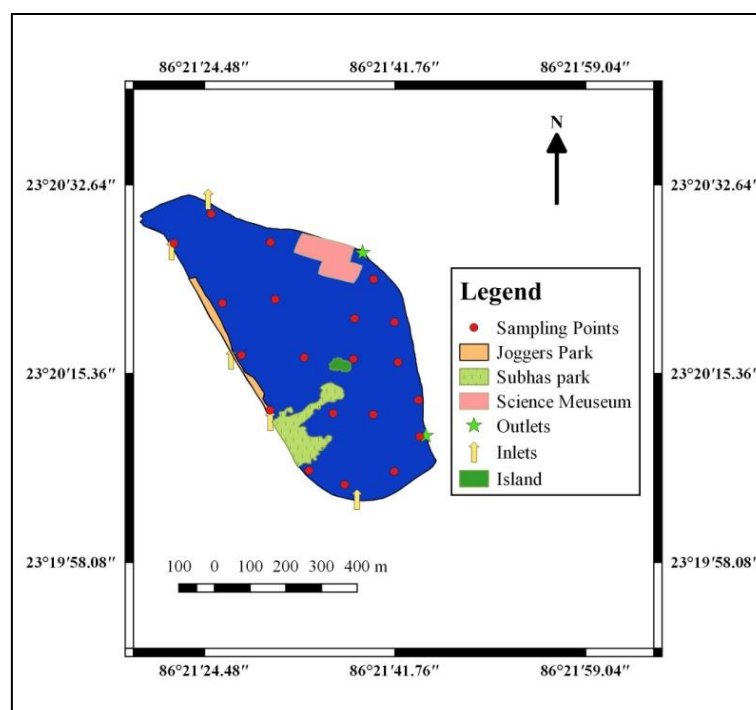 86°21′24.48″ 86°21′41.76″ 86°21′59.04″
N
23°20′32.64″ 23°20′32.64″
Legend
Sampling Points
Joggers Park
Subhas park
Science Meuseum
Outlets
Inlets
Island
23°20′15.36″ 23°20′15.36″
23°19′58.08″ 23°19′58.08″
100 0 100 200 300 400 m
86°21′24.48″ 86°21′41.76″ 86°21′59.04″